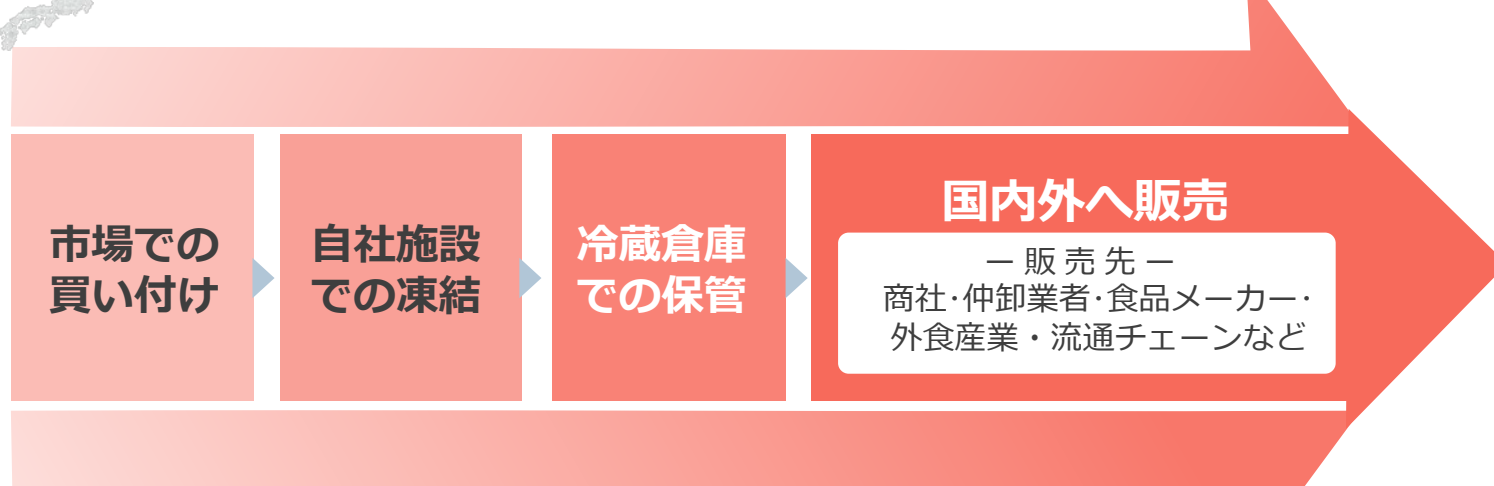 市場での
買い付け
自社施設
での凍結
冷蔵倉庫
での保管
国内外へ販売
ー 販 売 先 ー
商社･仲卸業者･食品メーカー･
外食産業・流通チェーンなど